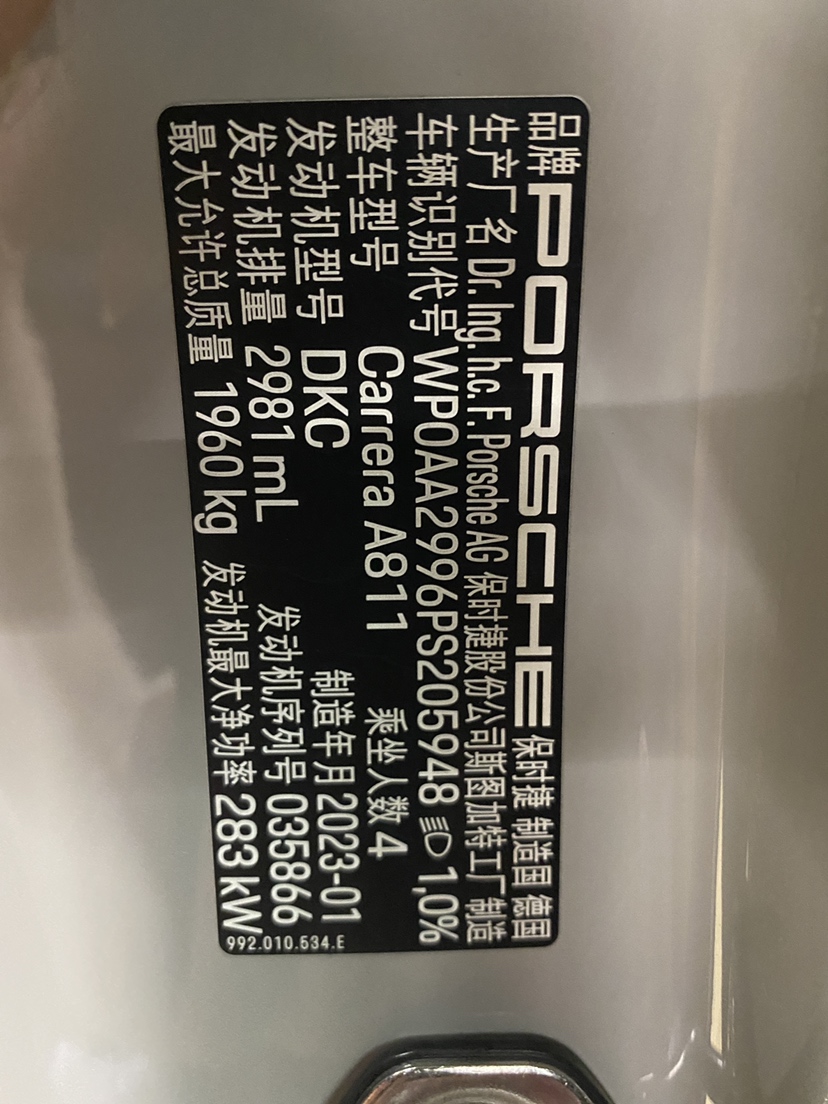 品牌 PORSCHE 保时捷 制造国 德国
生产厂名 Dr. Ing. h.c. F. Porsche AG 保时捷股份公司斯图加特工厂制造
车辆识别代号 WP0AA2996PS205948 1,0%
整车型号 Carrera A811 乘坐人数 4
发动机型号 DKC 制造年月 2023-01
发动机排量 2981 mL 发动机序列号 035866
最大允许总质量 1960 kg 发动机最大净功率 283 kW
992.010.534.E